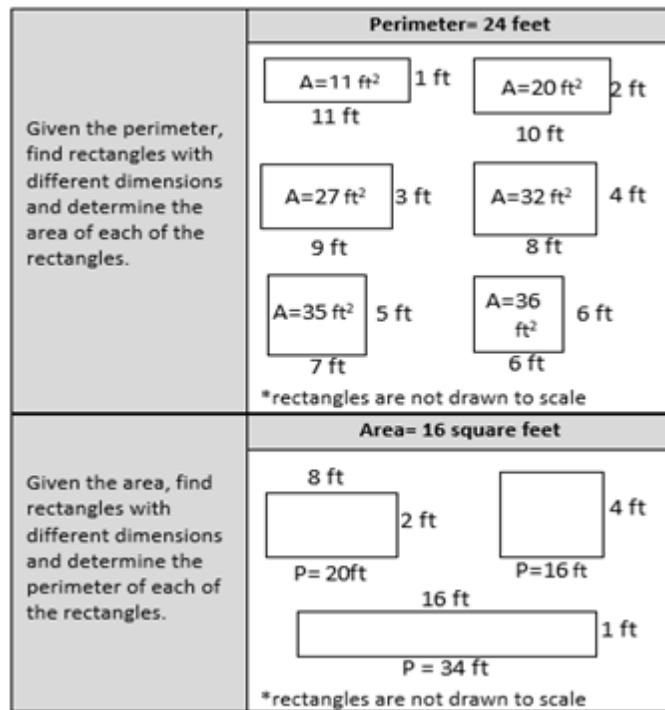 Perimeter= 24 feet
Given the perimeter,
find rectangles with
different dimensions
and determine the
area of each of the
rectangles.
A=11 ft² 1 ft
11 ft
A=20 ft² 2 ft
10 ft
A=27 ft² 3 ft
9 ft
A=32 ft² 4 ft
8 ft
A=35 ft² 5 ft
7 ft
A=36
ft²
6 ft
6 ft
*rectangles are not drawn to scale
Area= 16 square feet
Given the area, find
rectangles with
different dimensions
and determine the
perimeter of each of
the rectangles.
8 ft
2 ft
P= 20ft
4 ft
P=16 ft
16 ft
1 ft
P = 34 ft
*rectangles are not drawn to scale